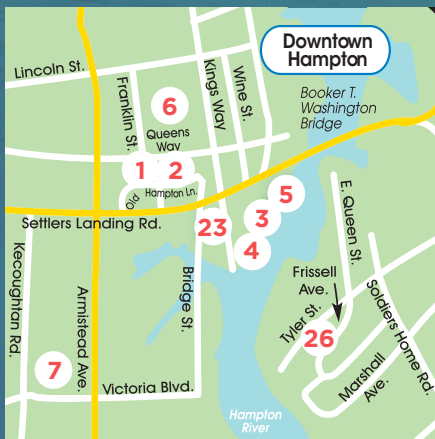 Downtown
Hampton
Lincoln St.
Franklin St.
Kings Way
Wine St.
Booker T.
Washington
Bridge
6
Queens
Way
1
2
5
Old
Hampton Ln.
E. Queen St.
3
Settlers Landing Rd.
23
4
Kecoughtan Rd.
Armistead Ave.
Bridge St.
Frissell
Ave.
Tyler St.
Soldiers Home Rd.
26
7
Marshall
Ave.
Victoria Blvd.
Hampton
River